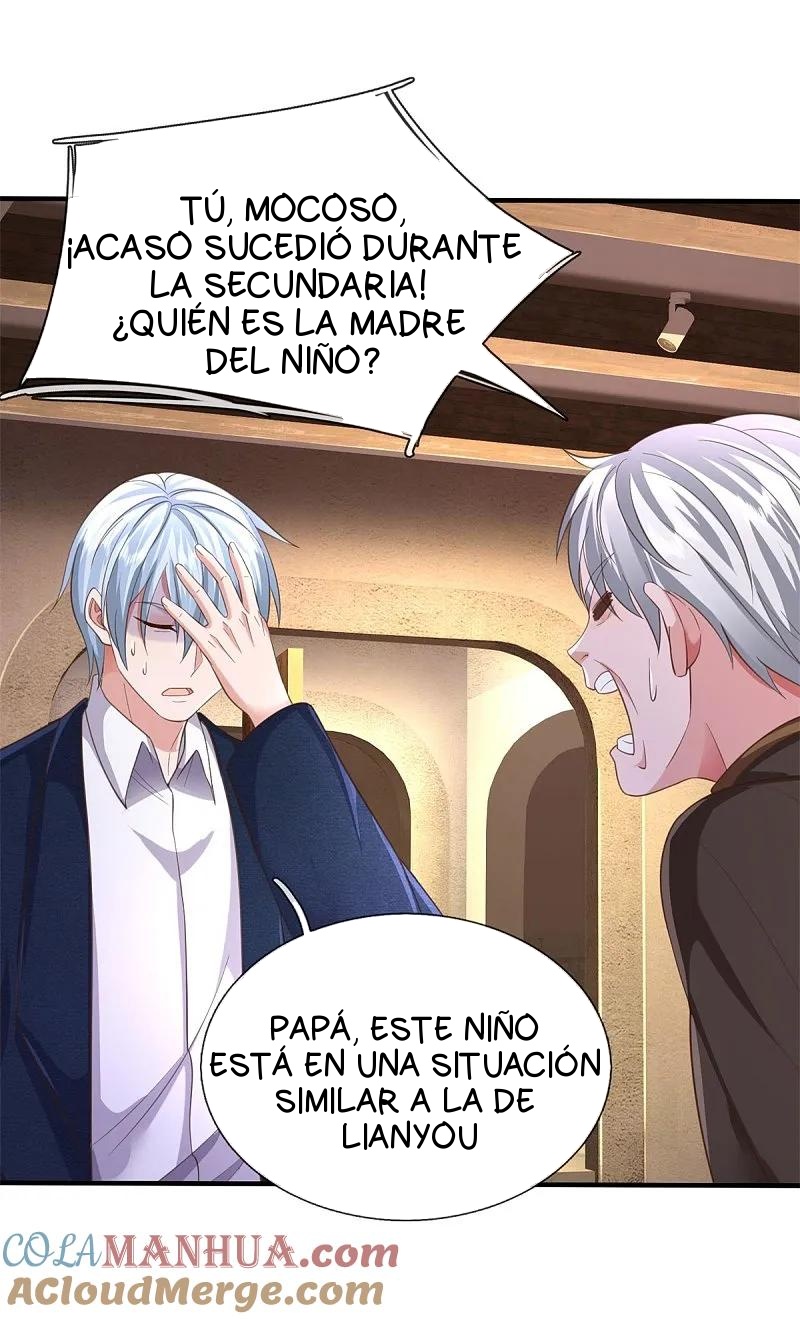 TÚ, MOCOSO,
¡ACASO SUCEDIÓ DURANTE
LA SECUNDARIA!
¿QUIÉN ES LA MADRE
DEL NIÑO?
PAPÁ, ESTE NIÑO
ESTÁ EN UNA SITUACIÓN
SIMILAR A LA DE
LIANYOU
COLAMANHUA.com
ACloudMerge.com